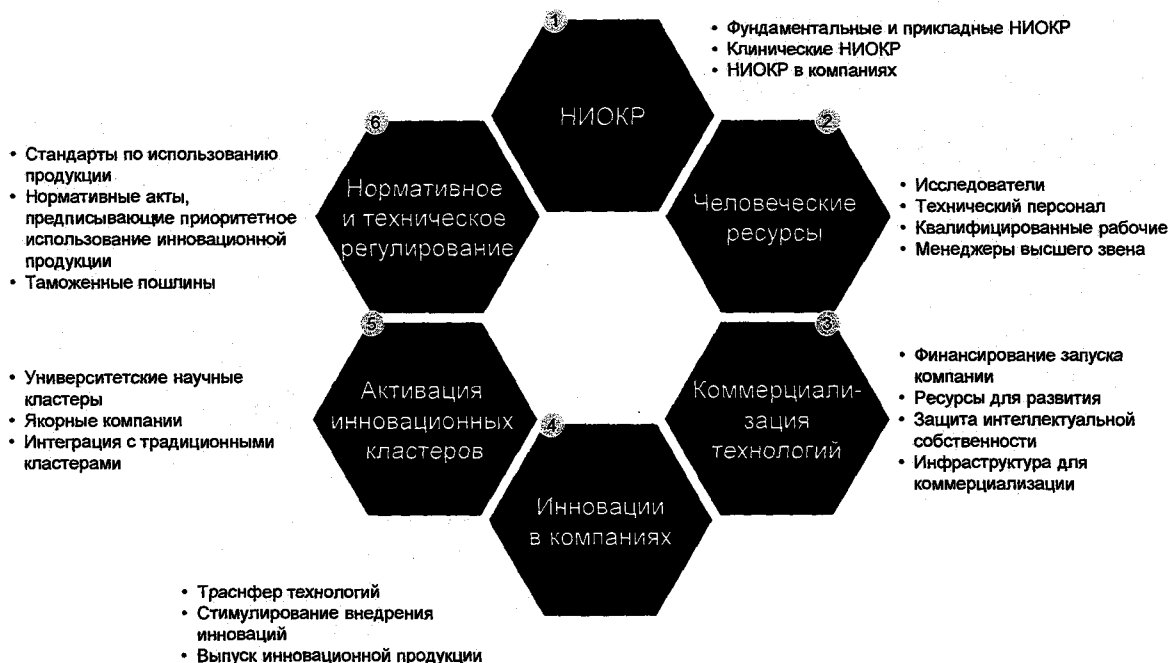 1
НИОКР
• Фундаментальные и прикладные НИОКР
• Клинические НИОКР
• НИОКР в компаниях
2
Человеческие
ресурсы
• Исследователи
• Технический персонал
• Квалифицированные рабочие
• Менеджеры высшего звена
3
Коммерциали-
зация
технологий
• Финансирование запуска
компании
• Ресурсы для развития
• Защита интеллектуальной
собственности
• Инфраструктура для
коммерциализации
4
Инновации
в компаниях
• Траснфер технологий
• Стимулирование внедрения
инноваций
• Выпуск инновационной продукции
5
Активация
инновационных
кластеров
• Университетские научные
кластеры
• Якорные компании
• Интеграция с традиционными
кластерами
6
Нормативное
и техническое
регулирование
• Стандарты по использованию
продукции
• Нормативные акты,
предписывающие приоритетное
использование инновационной
продукции
• Таможенные пошлины